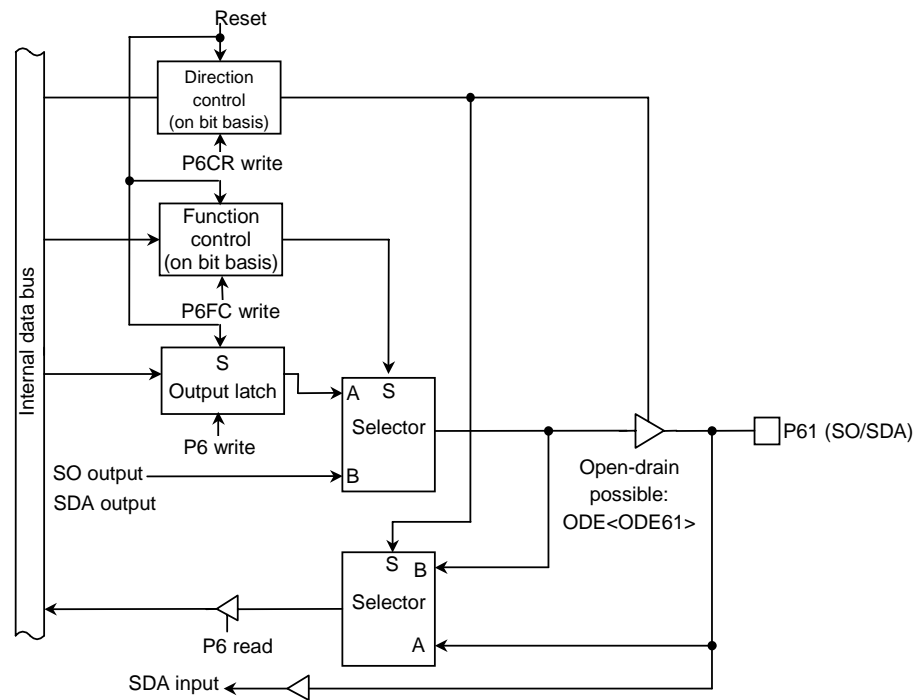 Reset
Direction
control
(on bit basis)
P6CR write
Function
control
(on bit basis)
P6FC write
Internal data bus
S
Output latch
P6 write
A
S
Selector
B
SO output
SDA output
P61 (SO/SDA)
Open-drain
possible:
ODE<ODE61>
S
B
Selector
A
P6 read
SDA input